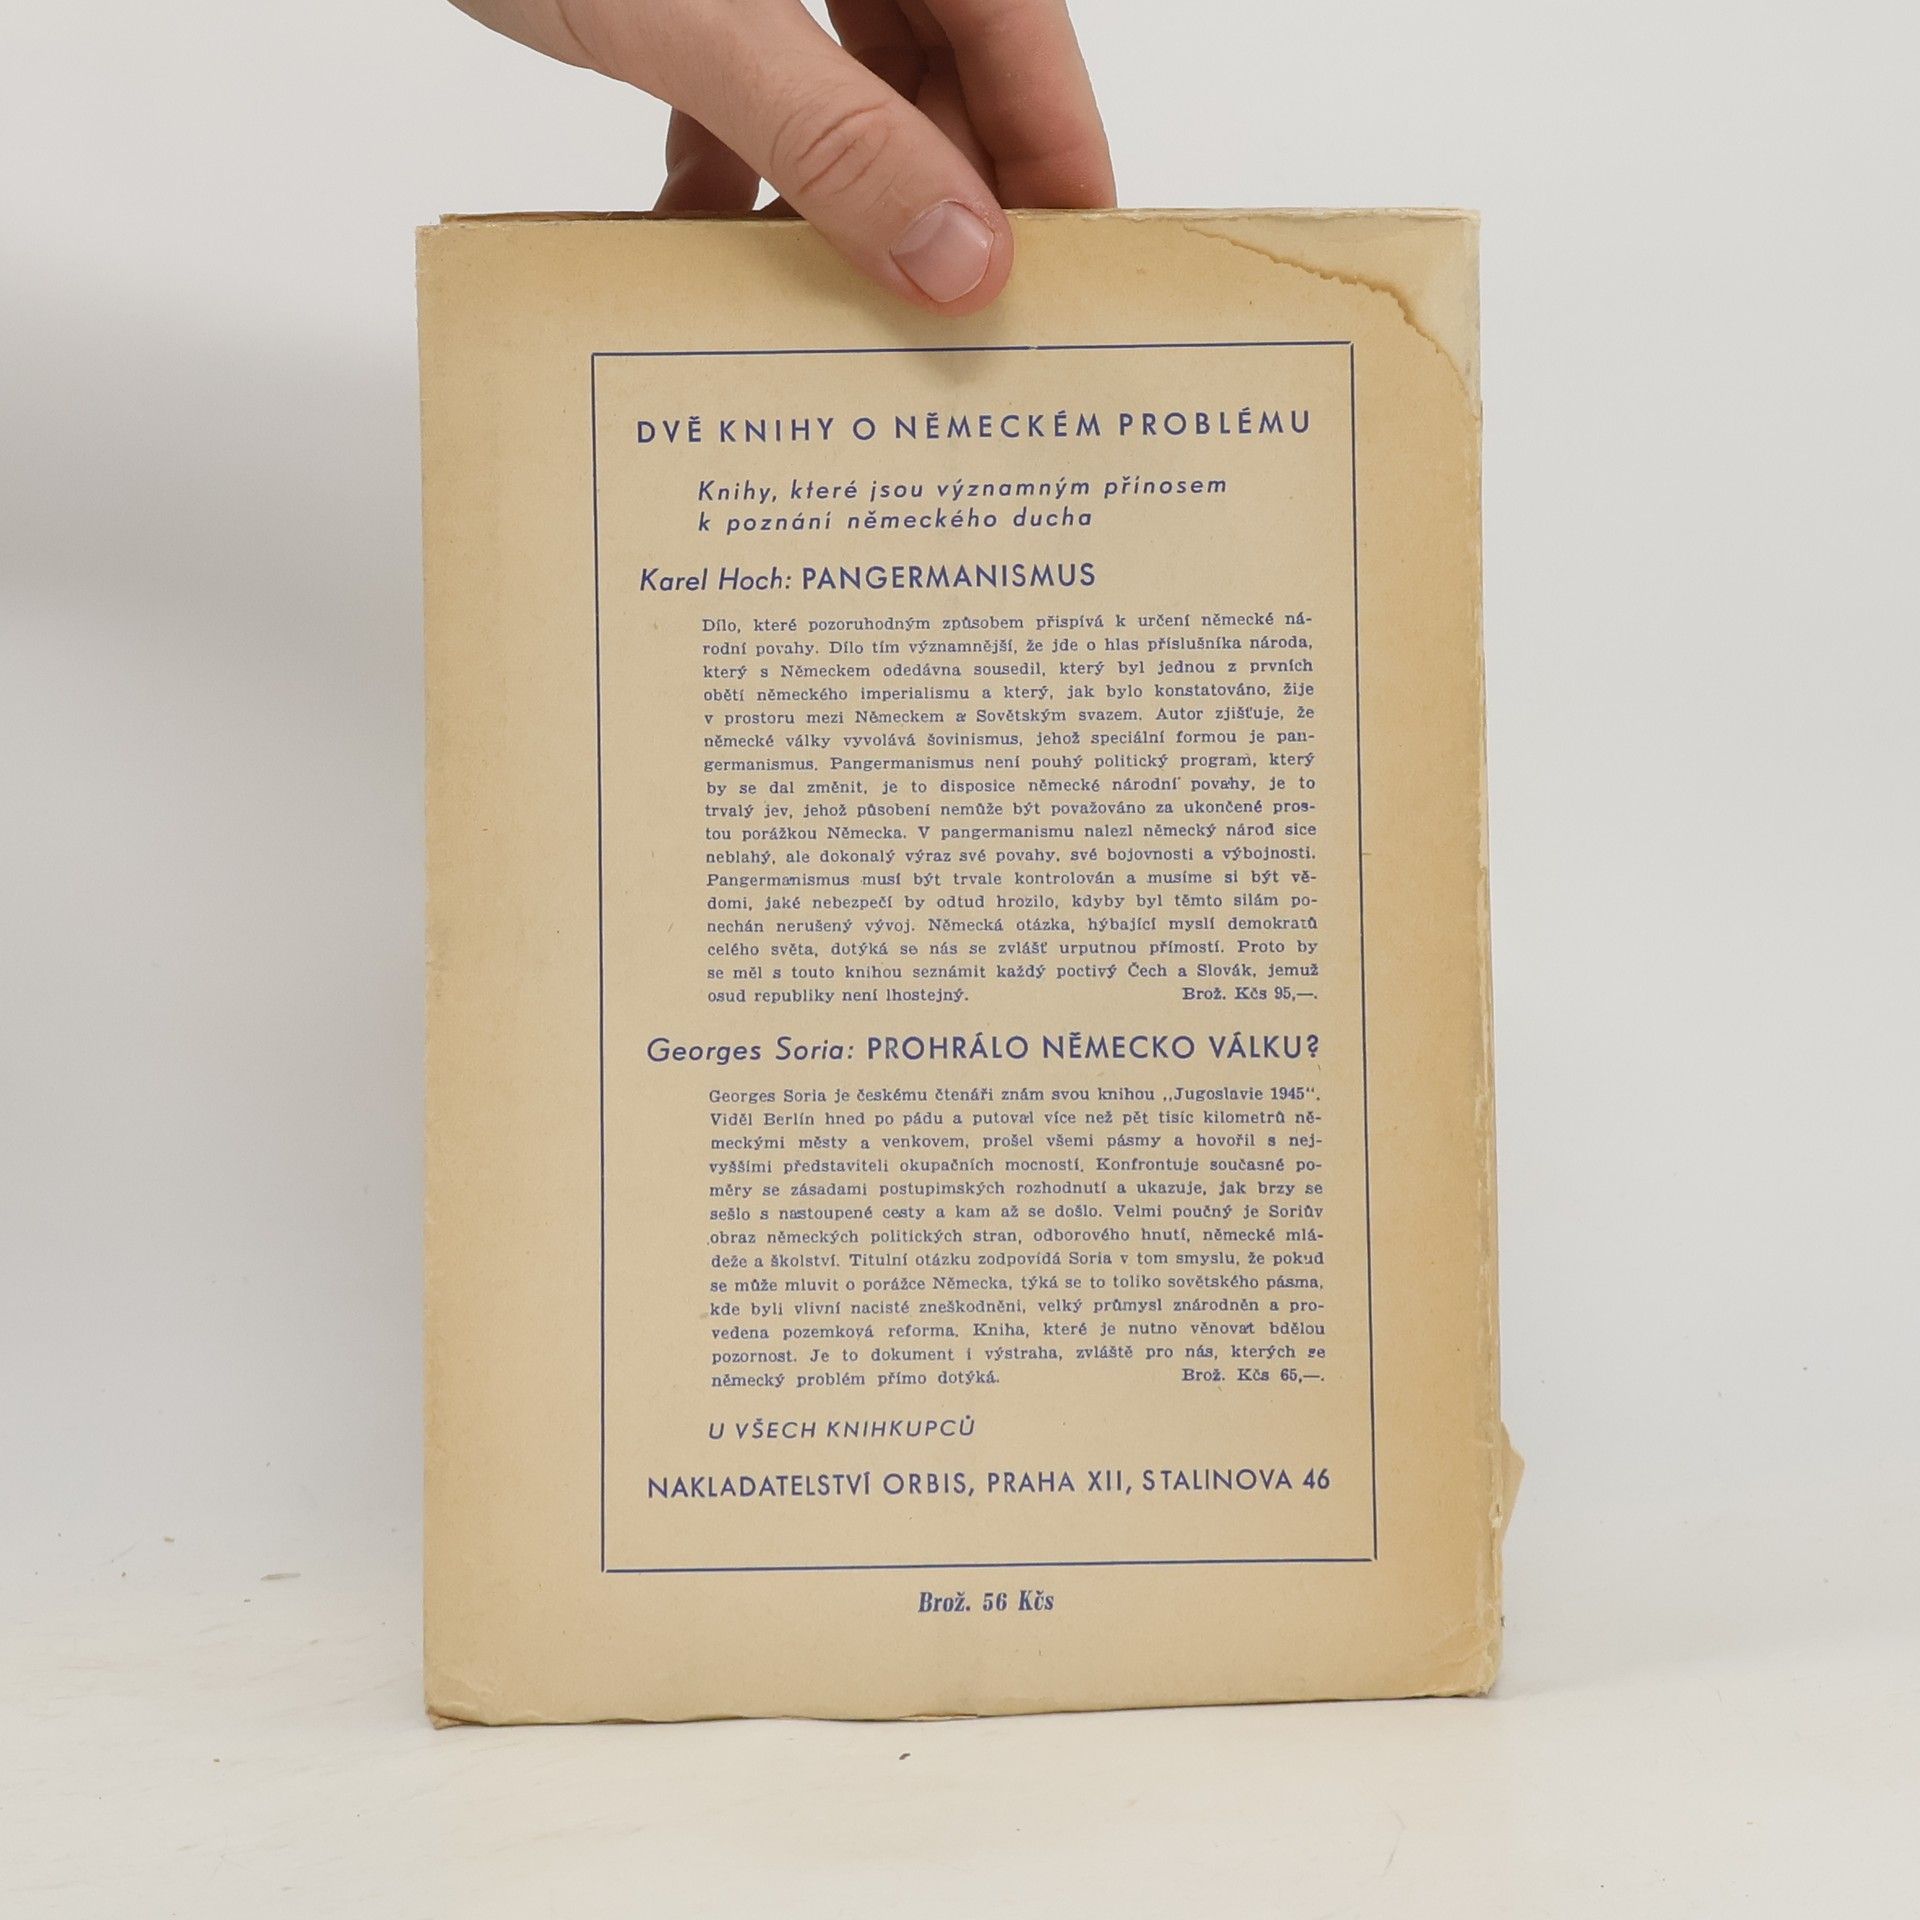 DVĚ KNIHY O NĚMECKÉM PROBLÉMU
Knihy, které jsou významným přínosem
k poznání německého ducha
Karel Hoch: PANGERMANISMUS
Dílo, které pozoruhodným způsobem přispívá k určení německé ná-
rodní povahy. Dílo tím významnější, že jde o hlas příslušníka národa,
který s Německem odedávna sousedil, který byl jednou z prvních
obětí německého imperialismu a který, jak bylo konstatováno, žije
v prostoru mezi Německem a Sovětským svazem. Autor zjišťuje, že
německé války vyvolává šovinismus, jehož speciální formou je pan-
germanismus. Pangermanismus není pouhý politický program, který
by se dal změnit, je to disposice německé národní povahy, je to
trvalý jev, jehož působení nemůže být považováno za ukončené pros-
tou porážkou Německa. V pangermanismu nalezl německý národ sice
neblahý, ale dokonalý výraz své povahy, své bojovnosti a výbojnosti.
Pangermanismus musí být trvale kontrolován a musíme si být vě-
domi, jaké nebezpečí by odtud hrozilo, kdyby byl těmto silám po-
nechán nerušený vývoj. Německá otázka, hýbající myslí demokratů
celého světa, dotýká se nás se zvlášť urputnou přímostí. Proto by
se měl s touto knihou seznámit každý poctivý Čech a Slovák, jemuž
osud republiky není lhostejný. Brož. Kčs 95,—.
Georges Soria: PROHRÁLO NĚMECKO VÁLKU?
Georges Soria je českému čtenáři znám svou knihou „Jugoslavie 1945“.
Viděl Berlín hned po pádu a putoval více než pět tisíc kilometrů ně-
meckými městy a venkovem, prošel všemi pásmy a hovořil s nej-
vyššími představiteli okupačních mocností. Konfrontuje současné po-
měry se zásadami postupimských rozhodnutí a ukazuje, jak brzy se
sešlo s nastoupené cesty a kam až se došlo. Velmi poučný je Soriův
obraz německých politických stran, odborového hnutí, německé mlá-
deže a školství. Titulní otázku zodpovídá Soria v tom smyslu, že pokud
se může mluvit o porážce Německa, týká se to toliko sovětského pásma,
kde byli vlivní nacisté zneškodněni, velký průmysl znárodněn a pro-
vedena pozemková reforma. Kniha, které je nutno věnovat bdělou
pozornost. Je to dokument i výstraha, zvláště pro nás, kterých se
německý problém přímo dotýká. Brož. Kčs 65,—.
U VŠECH KNIHKUPCŮ
NAKLADATELSTVÍ ORBIS, PRAHA XII, STALINOVA 46
Brož. 56 Kčs